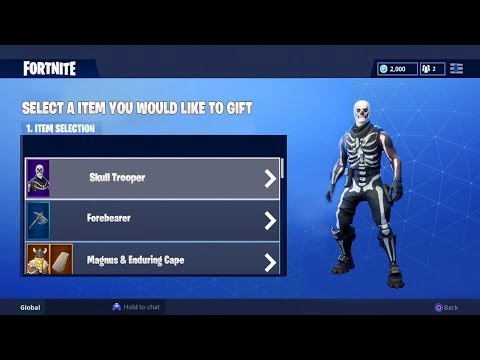 FORTNITE
2,000
2
SELECT A ITEM YOU WOULD LIKE TO GIFT
1. ITEM SELECTION
Skull Trooper
Forebearer
Magnus & Enduring Cape
Global
Hold to chat
Back